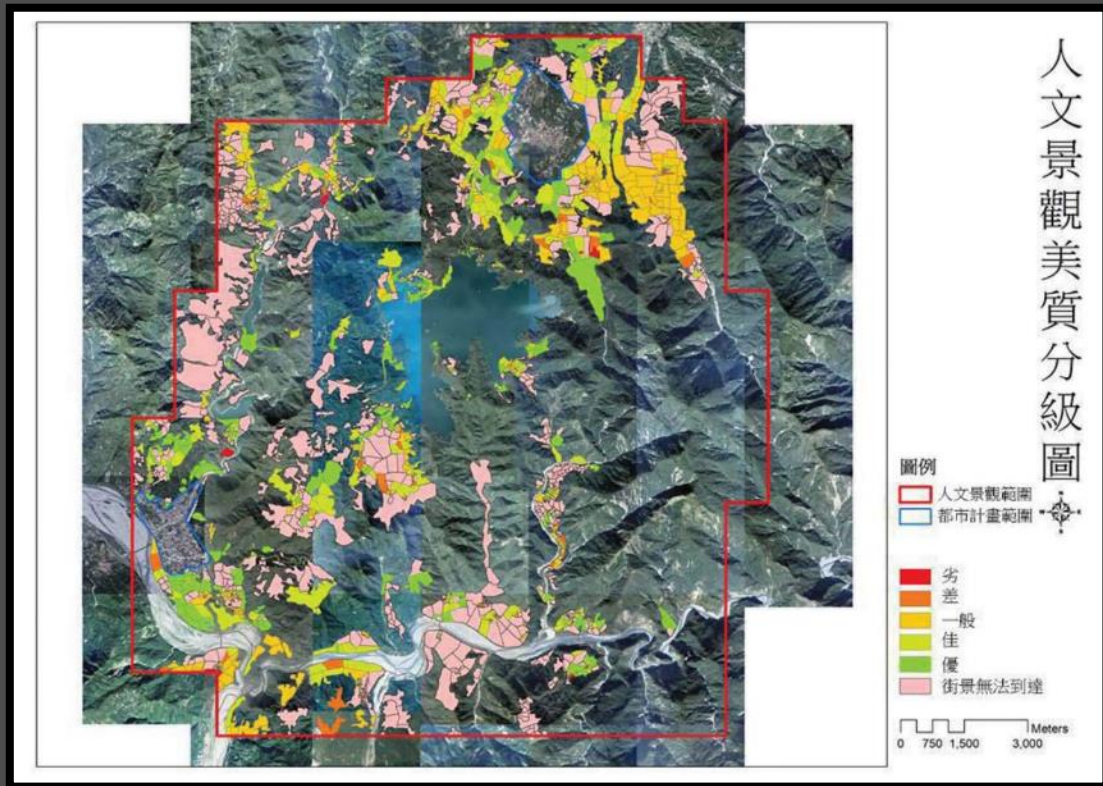 人文景觀美質分級圖
圖例
人文景觀範圍
都市計畫範圍
劣
差
一般
佳
優
街景無法到達
Meters
0 750 1,500 3,000